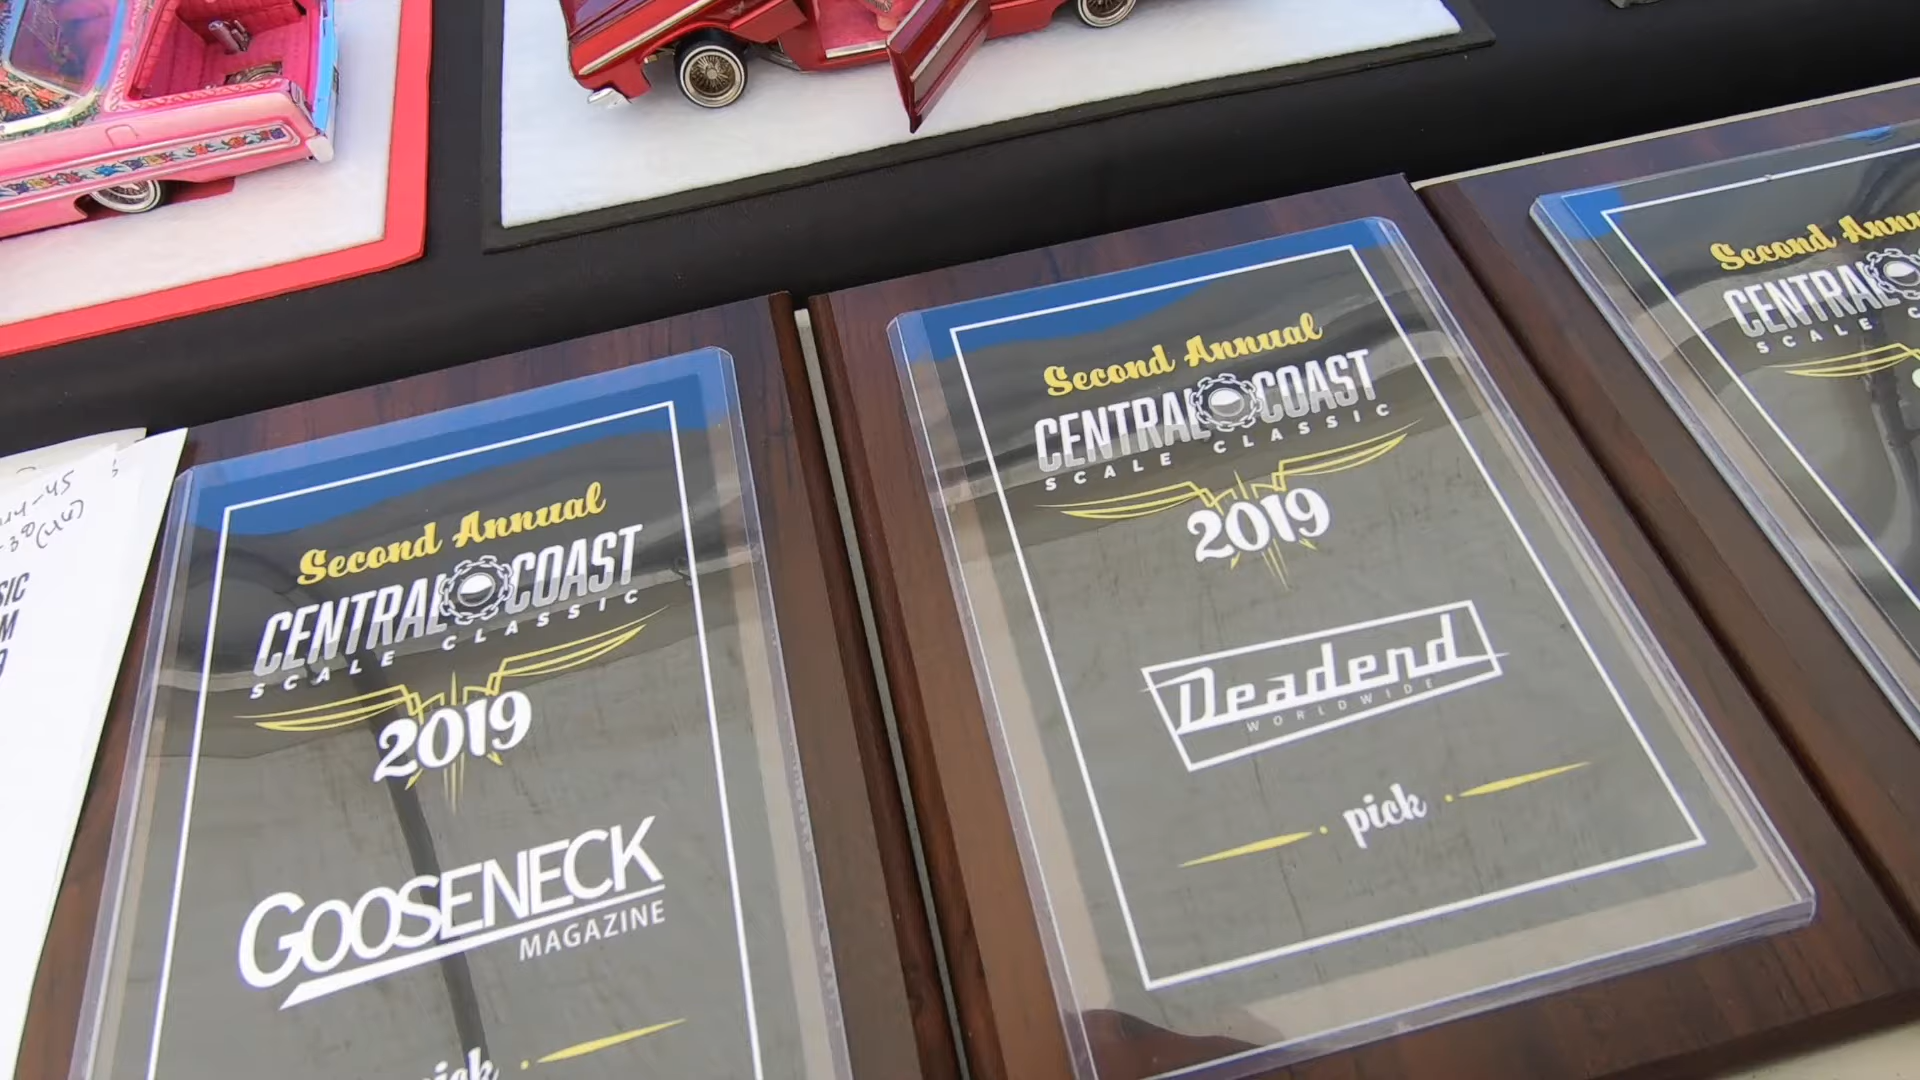 Second Annual
CENTRAL COAST
SCALE CLASSIC
2019
GOOSENECK
MAGAZINE
Second Annual
CENTRAL COAST
SCALE CLASSIC
2019
Deadend
WORLDWIDE
pick
Second
CENTRAL
SCALE